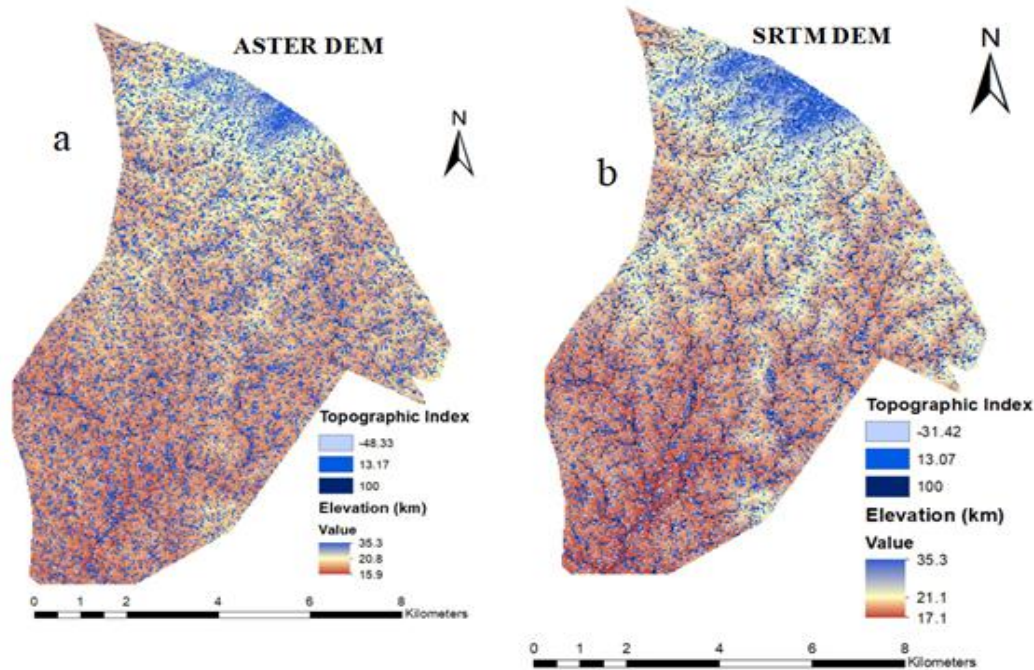 ASTER DEM
N
a
Topographic Index
-48.33
13.17
100
Elevation (km)
Value
35.3
20.8
15.9
0 1 2 4 6 8
Kilometers
SRTM DEM
N
b
Topographic Index
-31.42
13.07
100
Elevation (km)
Value
35.3
21.1
17.1
0 1 2 4 6 8
Kilometers